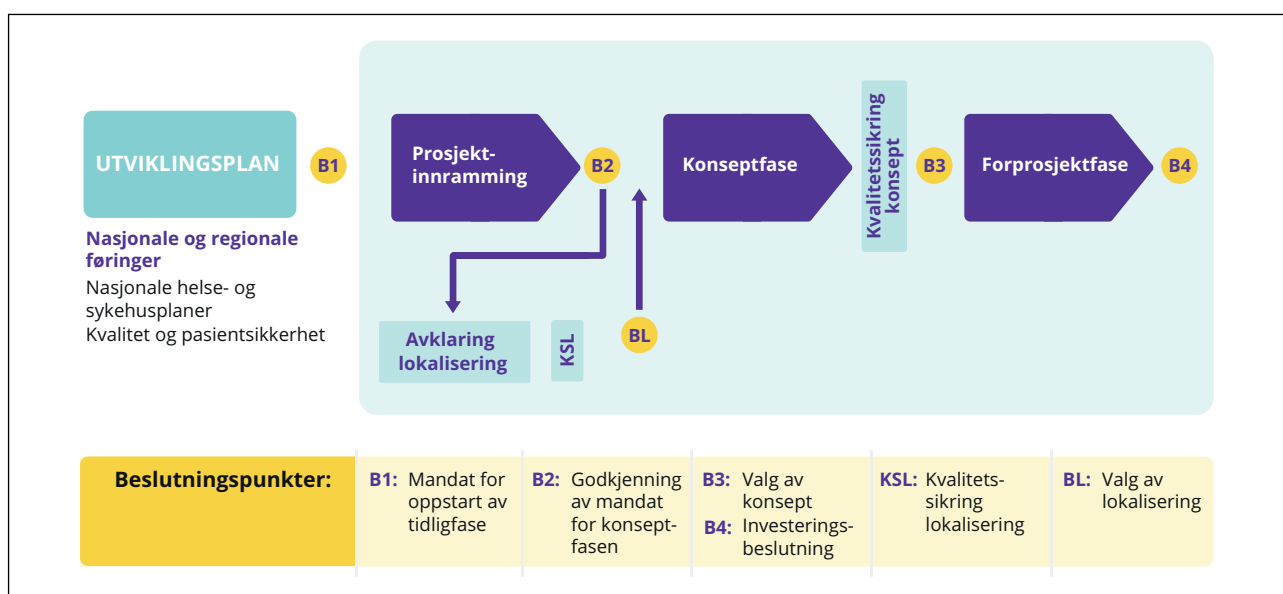 UTVIKLINGSPLAN
B1
Prosjekt-
innramming
B2
Konseptfase
Kvalitetssikring
konsept
B3
Forprosjektfase
B4
Nasjonale og regionale
føringer
Nasjonale helse- og
sykehusplaner
Kvalitet og pasientsikkerhet
Avklaring
lokalisering
KSL
BL
Beslutningspunkter:
B1: Mandat for
oppstart av
tidligfase
B2: Godkjenning
av mandat
for konsept-
fasen
B3: Valg av
konsept
B4: Investerings-
beslutning
KSL: Kvalitets-
sikring
lokalisering
BL: Valg av
lokalisering